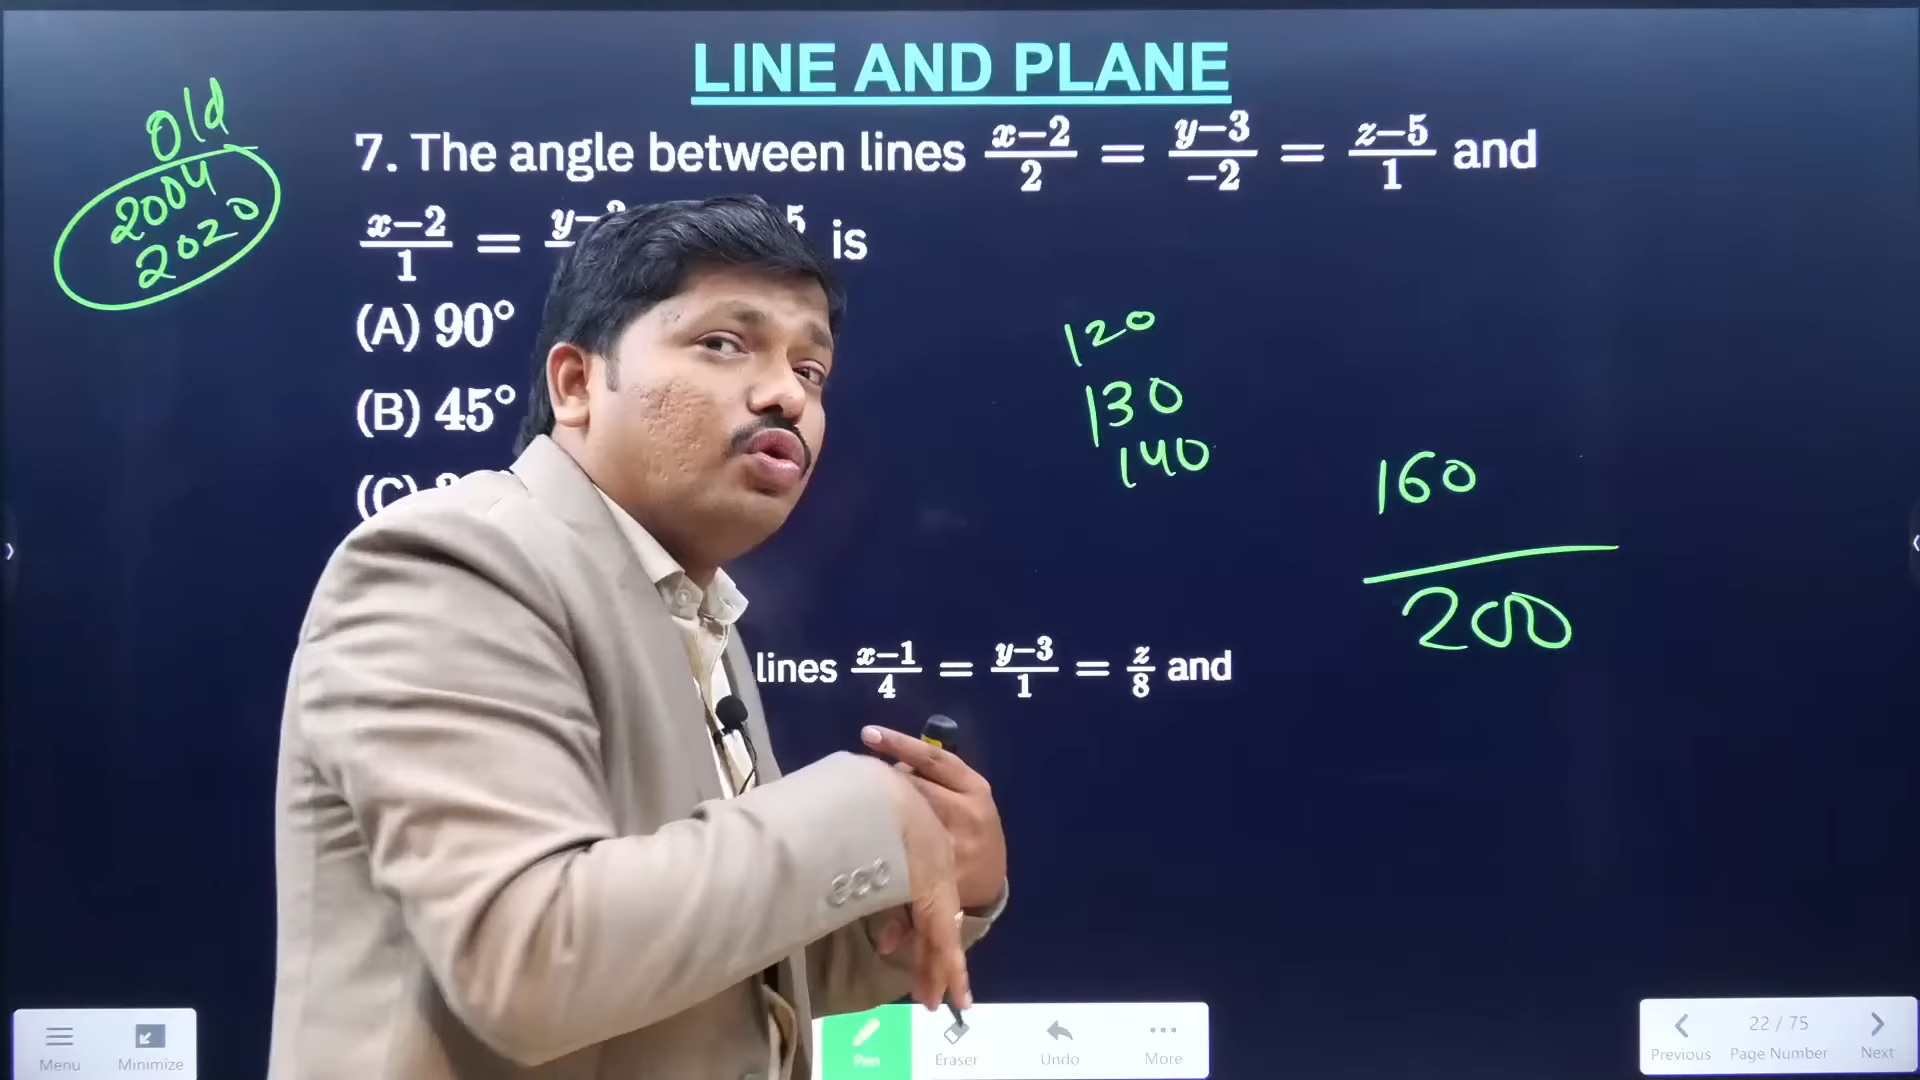 LINE AND PLANE
Old
2004
2020
7. The angle between lines x−2/2 = y−3/−2 = z−5/1 and
x−2/1 = is
(A) 90°
(B) 45°
(C)
120
130
140
160
200
lines x−1/4 = y−3/1 = z/8 and
Menu
Minimize
Pen
Eraser
Undo
More
Previous
22 / 75
Page Number
Next